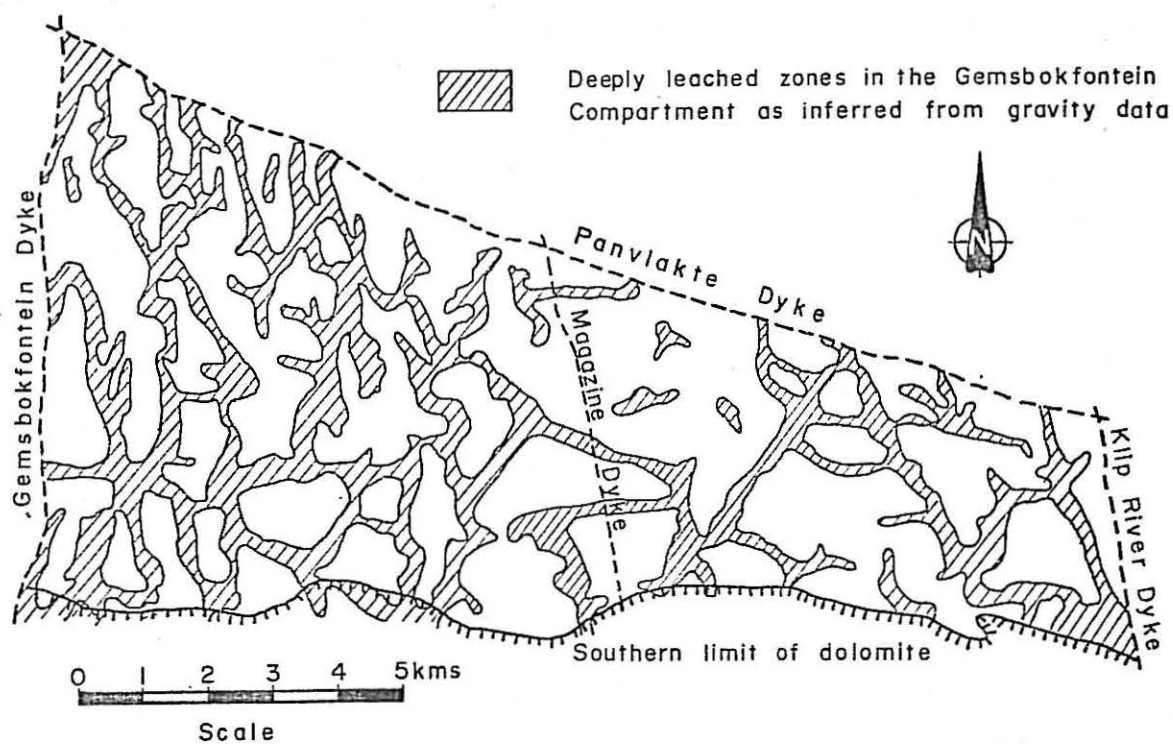 Deeply leached zones in the Gemsbokfontein
Compartment as inferred from gravity data
N
Panvlakte Dyke
Gemsbokfontein Dyke
Magazine Dyke
Kilp River Dyke
Southern limit of dolomite
0 1 2 3 4 5kms
Scale